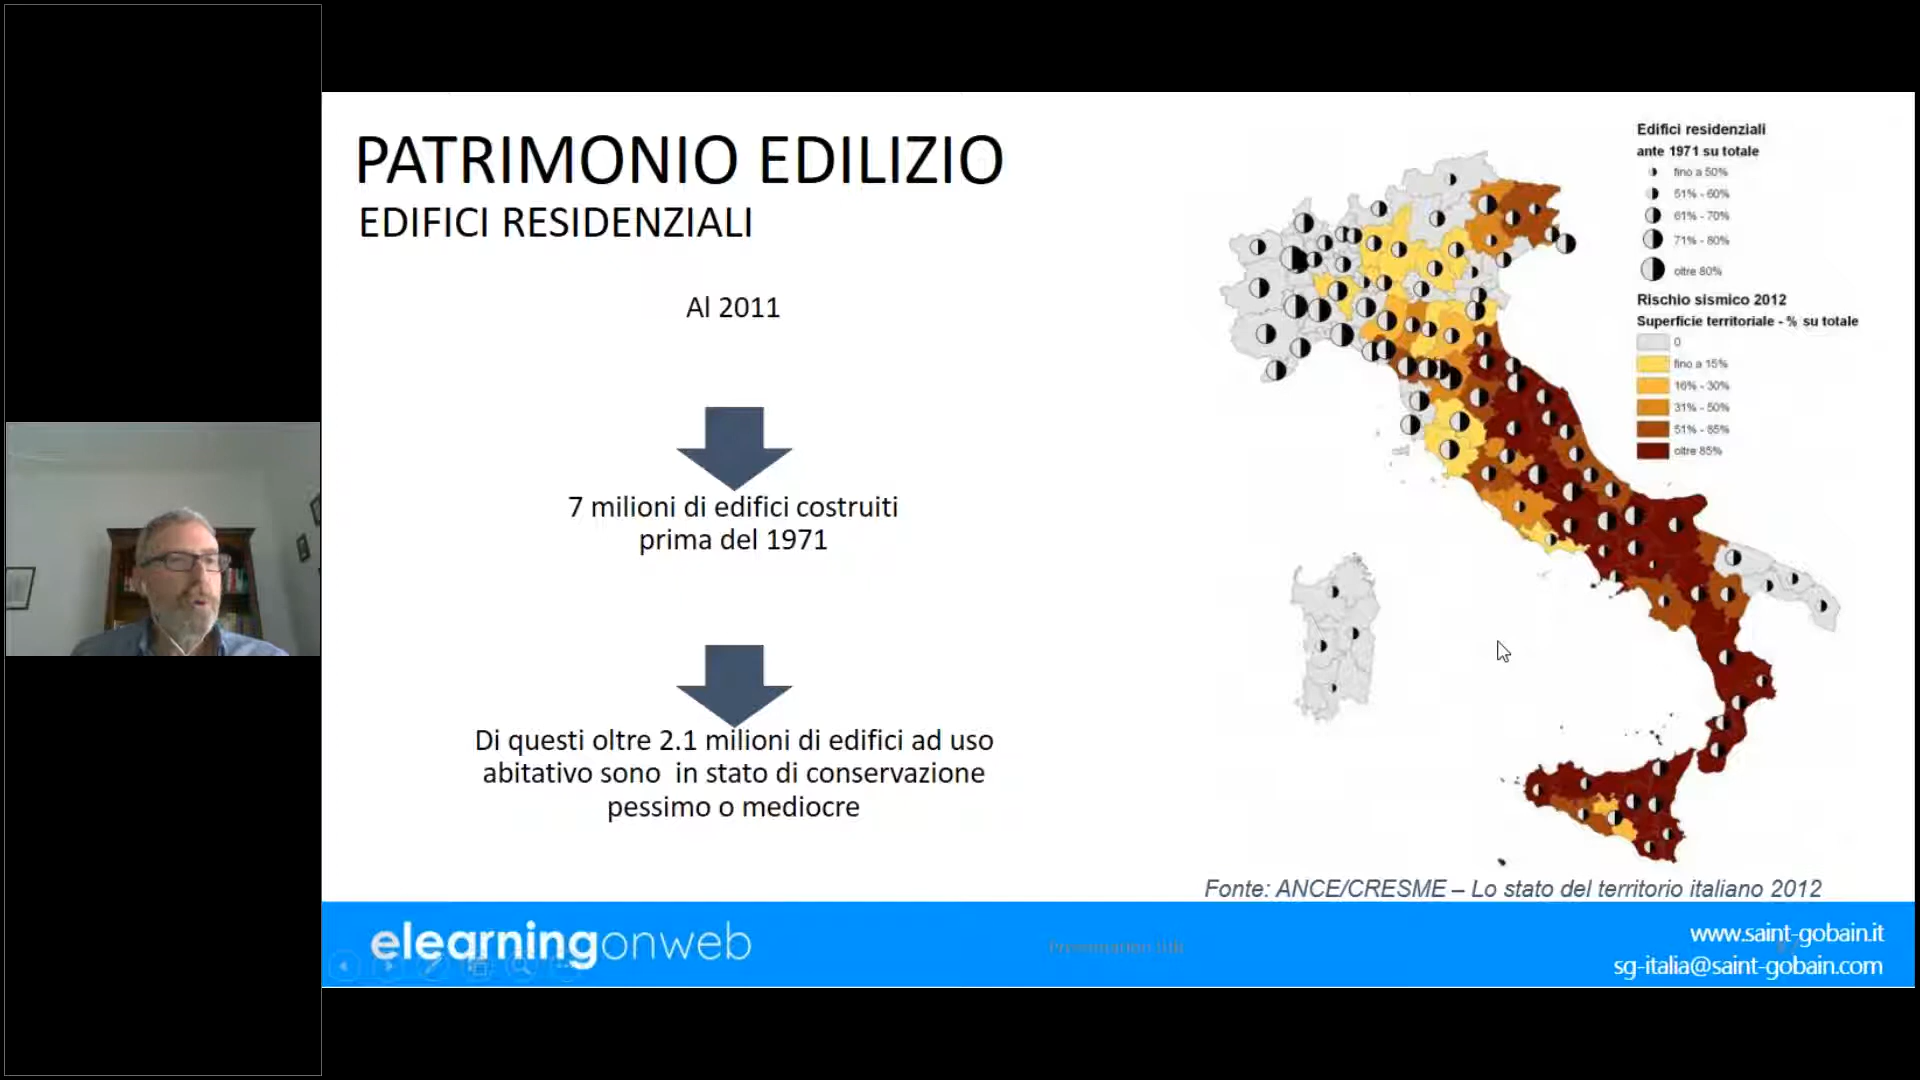 PATRIMONIO EDILIZIO
EDIFICI RESIDENZIALI
Al 2011
7 milioni di edifici costruiti
prima del 1971
Di questi oltre 2.1 milioni di edifici ad uso
abitativo sono in stato di conservazione
pessimo o mediocre
Edifici residenziali
ante 1971 su totale
fino a 50%
51% - 60%
61% - 70%
71% - 80%
oltre 80%
Rischio sismico 2012
Superficie territoriale - % su totale
0
fino a 15%
16% - 30%
31% - 50%
51% - 85%
oltre 85%
Fonte: ANCE/CRESME – Lo stato del territorio italiano 2012
elearningonweb
Presentation title
www.saint-gobain.it
sg-italia@saint-gobain.com